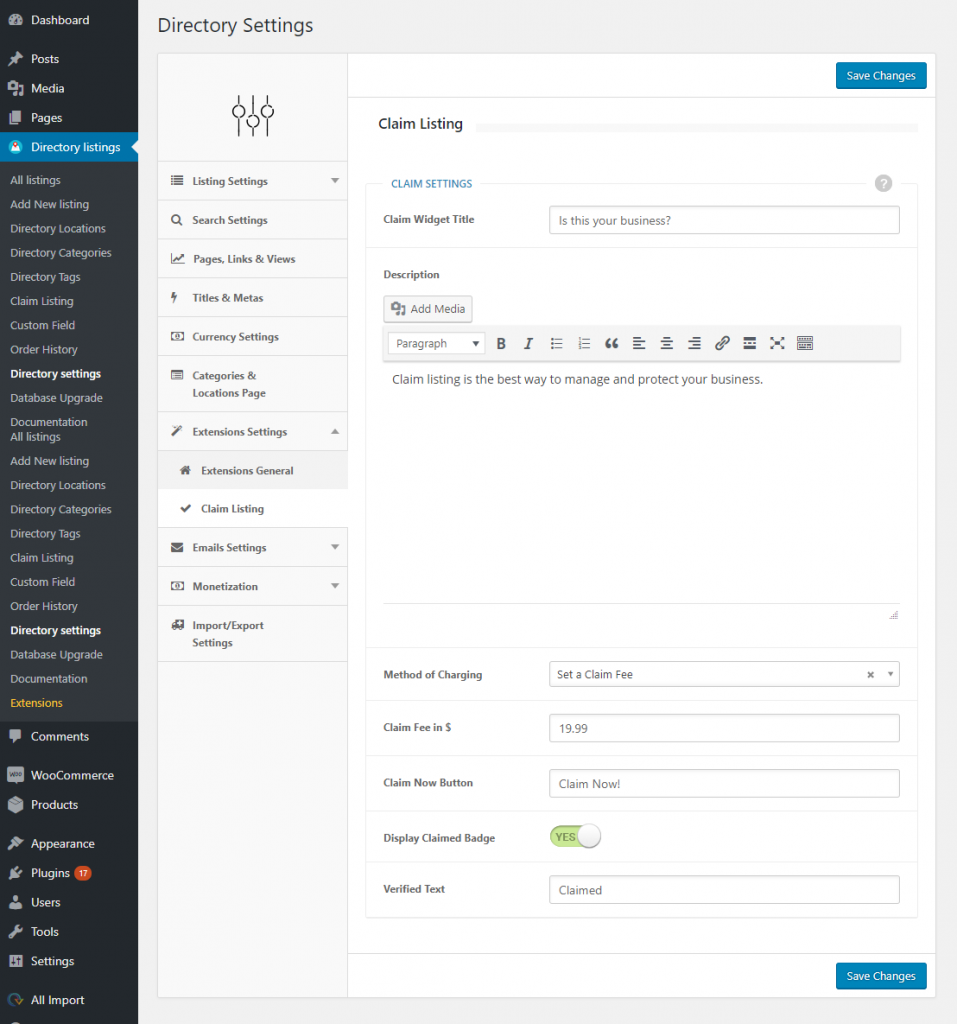 Dashboard
Posts
Media
Pages
Directory listings
All listings
Add New listing
Directory Locations
Directory Categories
Directory Tags
Claim Listing
Custom Field
Order History
Directory settings
Database Upgrade
Documentation
All listings
Add New listing
Directory Locations
Directory Categories
Directory Tags
Claim Listing
Custom Field
Order History
Directory settings
Database Upgrade
Documentation
Extensions
Comments
WooCommerce
Products
Appearance
Plugins 17
Users
Tools
Settings
All Import
Directory Settings
Listing Settings
Search Settings
Pages, Links & Views
Titles & Metas
Currency Settings
Categories &
Locations Page
Extensions Settings
Extensions General
Claim Listing
Emails Settings
Monetization
Import/Export
Settings
Save Changes
Claim Listing
CLAIM SETTINGS
?
Claim Widget Title
Is this your business?
Description
Add Media
Paragraph
B
I
Claim listing is the best way to manage and protect your business.
Method of Charging
Set a Claim Fee
Claim Fee in $
19.99
Claim Now Button
Claim Now!
Display Claimed Badge
YES
Verified Text
Claimed
Save Changes